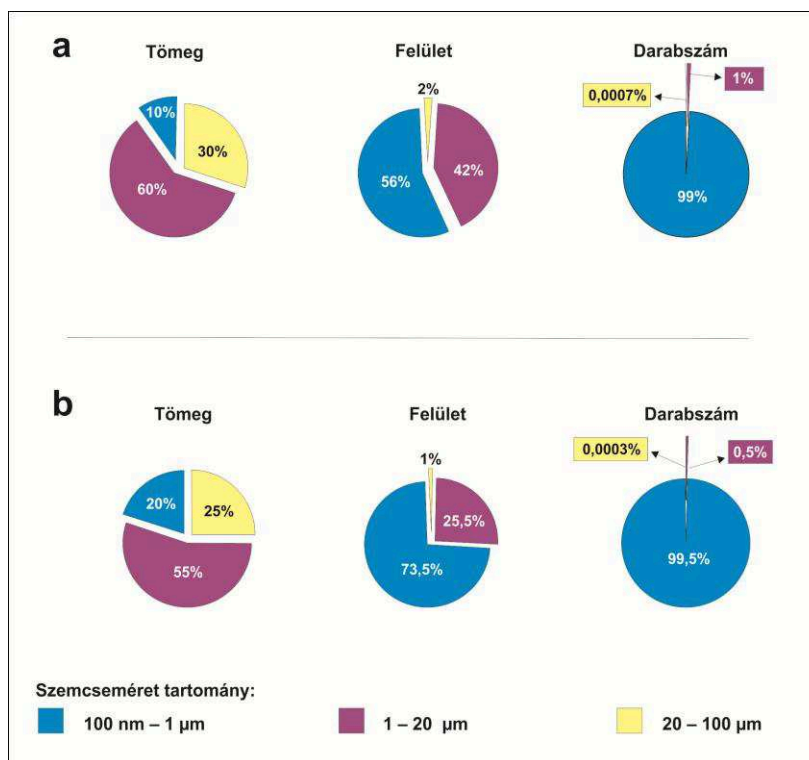 a
Tömeg
Felület
Darabszám
10%
30%
60%
2%
56%
42%
0,0007%
1%
99%
b
Tömeg
Felület
Darabszám
20%
25%
55%
1%
25,5%
73,5%
0,0003%
0,5%
99,5%
Szemcseméret tartomány:
100 nm – 1 µm
1 – 20 µm
20 – 100 µm